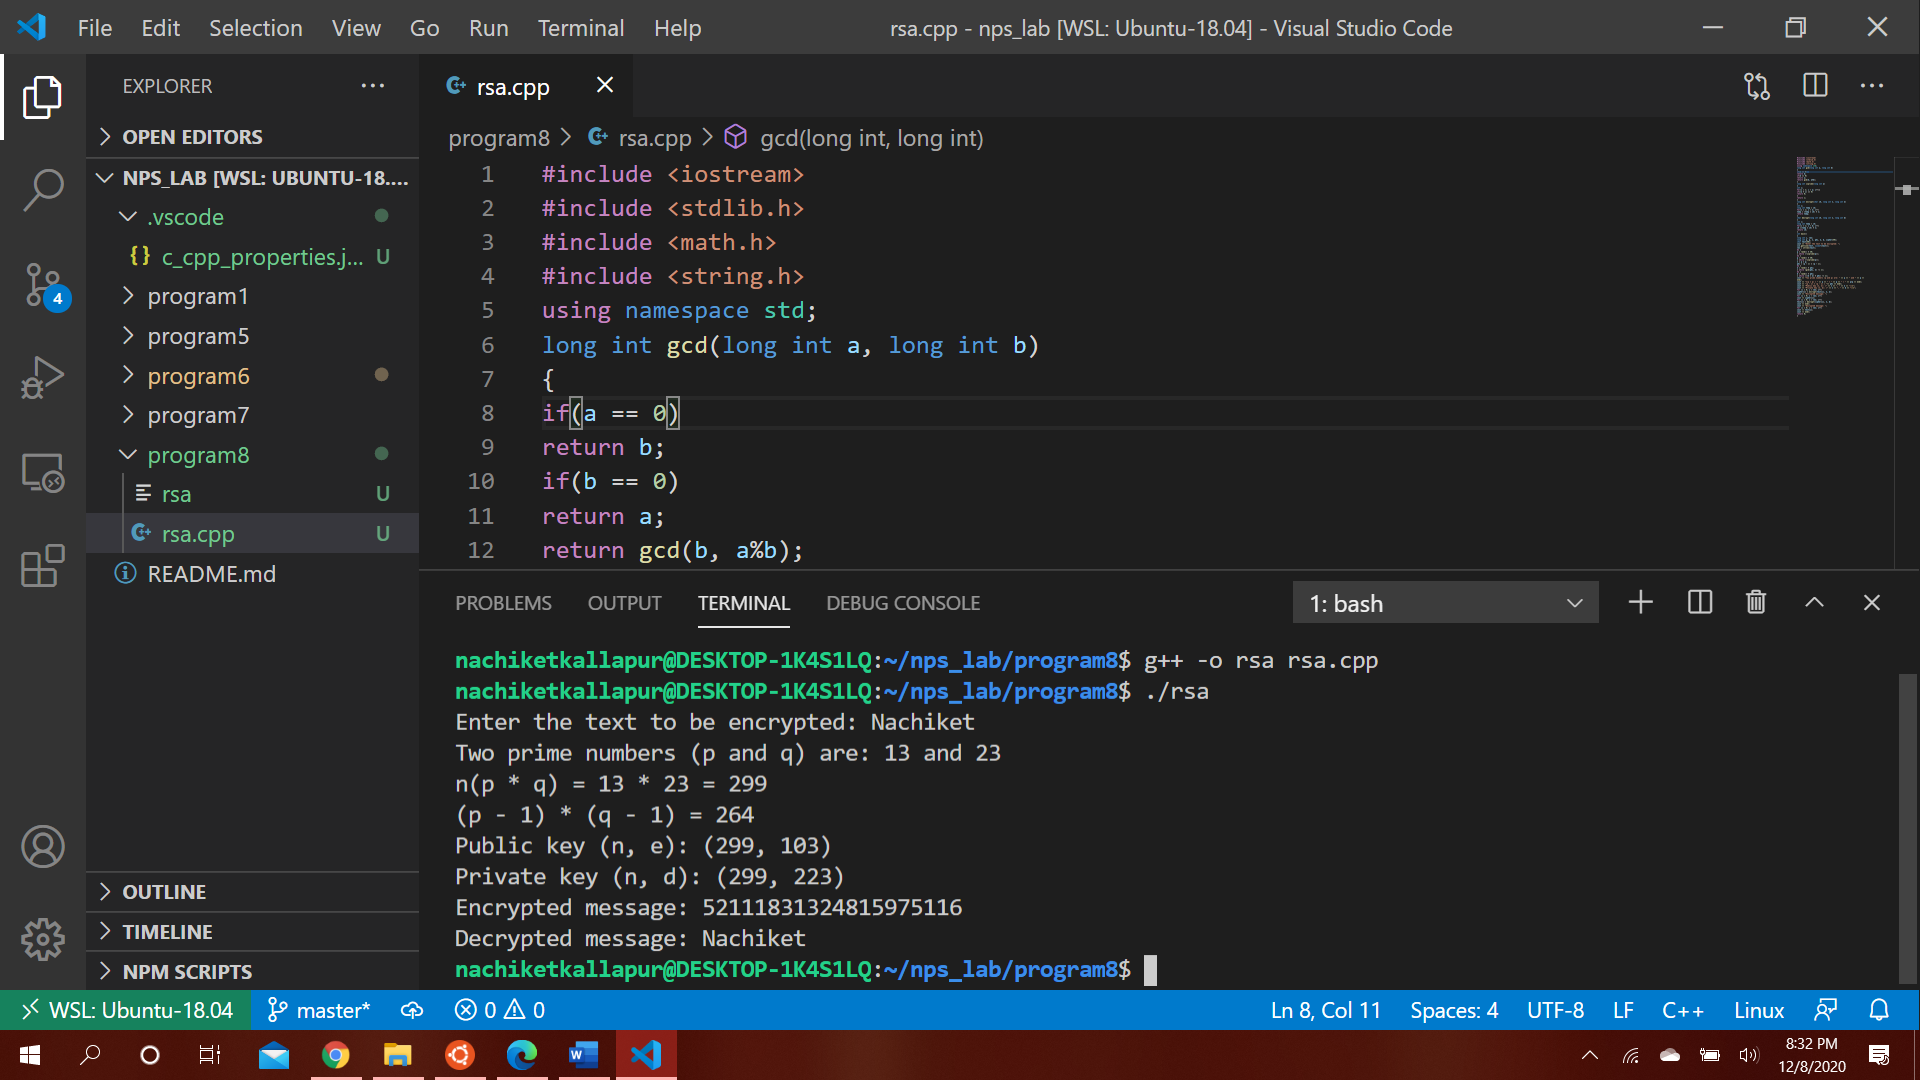 File Edit Selection View Go Run Terminal Help rsa.cpp - nps_lab [WSL: Ubuntu-18.04] - Visual Studio Code
EXPLORER
OPEN EDITORS
NPS_LAB [WSL: UBUNTU-18....
.vscode
{} c_cpp_properties.j... U
program1
program5
program6
program7
program8
rsa U
rsa.cpp U
README.md
OUTLINE
TIMELINE
NPM SCRIPTS
4
rsa.cpp
program8 > rsa.cpp > gcd(long int, long int)
1 #include <iostream>
2 #include <stdlib.h>
3 #include <math.h>
4 #include <string.h>
5 using namespace std;
6 long int gcd(long int a, long int b)
7 {
8 if(a == 0)
9 return b;
10 if(b == 0)
11 return a;
12 return gcd(b, a%b);
PROBLEMS OUTPUT TERMINAL DEBUG CONSOLE 1: bash
nachiketkallapur@DESKTOP-1K4S1LQ:~/nps_lab/program8$ g++ -o rsa rsa.cpp
nachiketkallapur@DESKTOP-1K4S1LQ:~/nps_lab/program8$ ./rsa
Enter the text to be encrypted: Nachiket
Two prime numbers (p and q) are: 13 and 23
n(p * q) = 13 * 23 = 299
(p - 1) * (q - 1) = 264
Public key (n, e): (299, 103)
Private key (n, d): (299, 223)
Encrypted message: 52111831324815975116
Decrypted message: Nachiket
nachiketkallapur@DESKTOP-1K4S1LQ:~/nps_lab/program8$
WSL: Ubuntu-18.04 master* 0 0 Ln 8, Col 11 Spaces: 4 UTF-8 LF C++ Linux
8:32 PM
12/8/2020